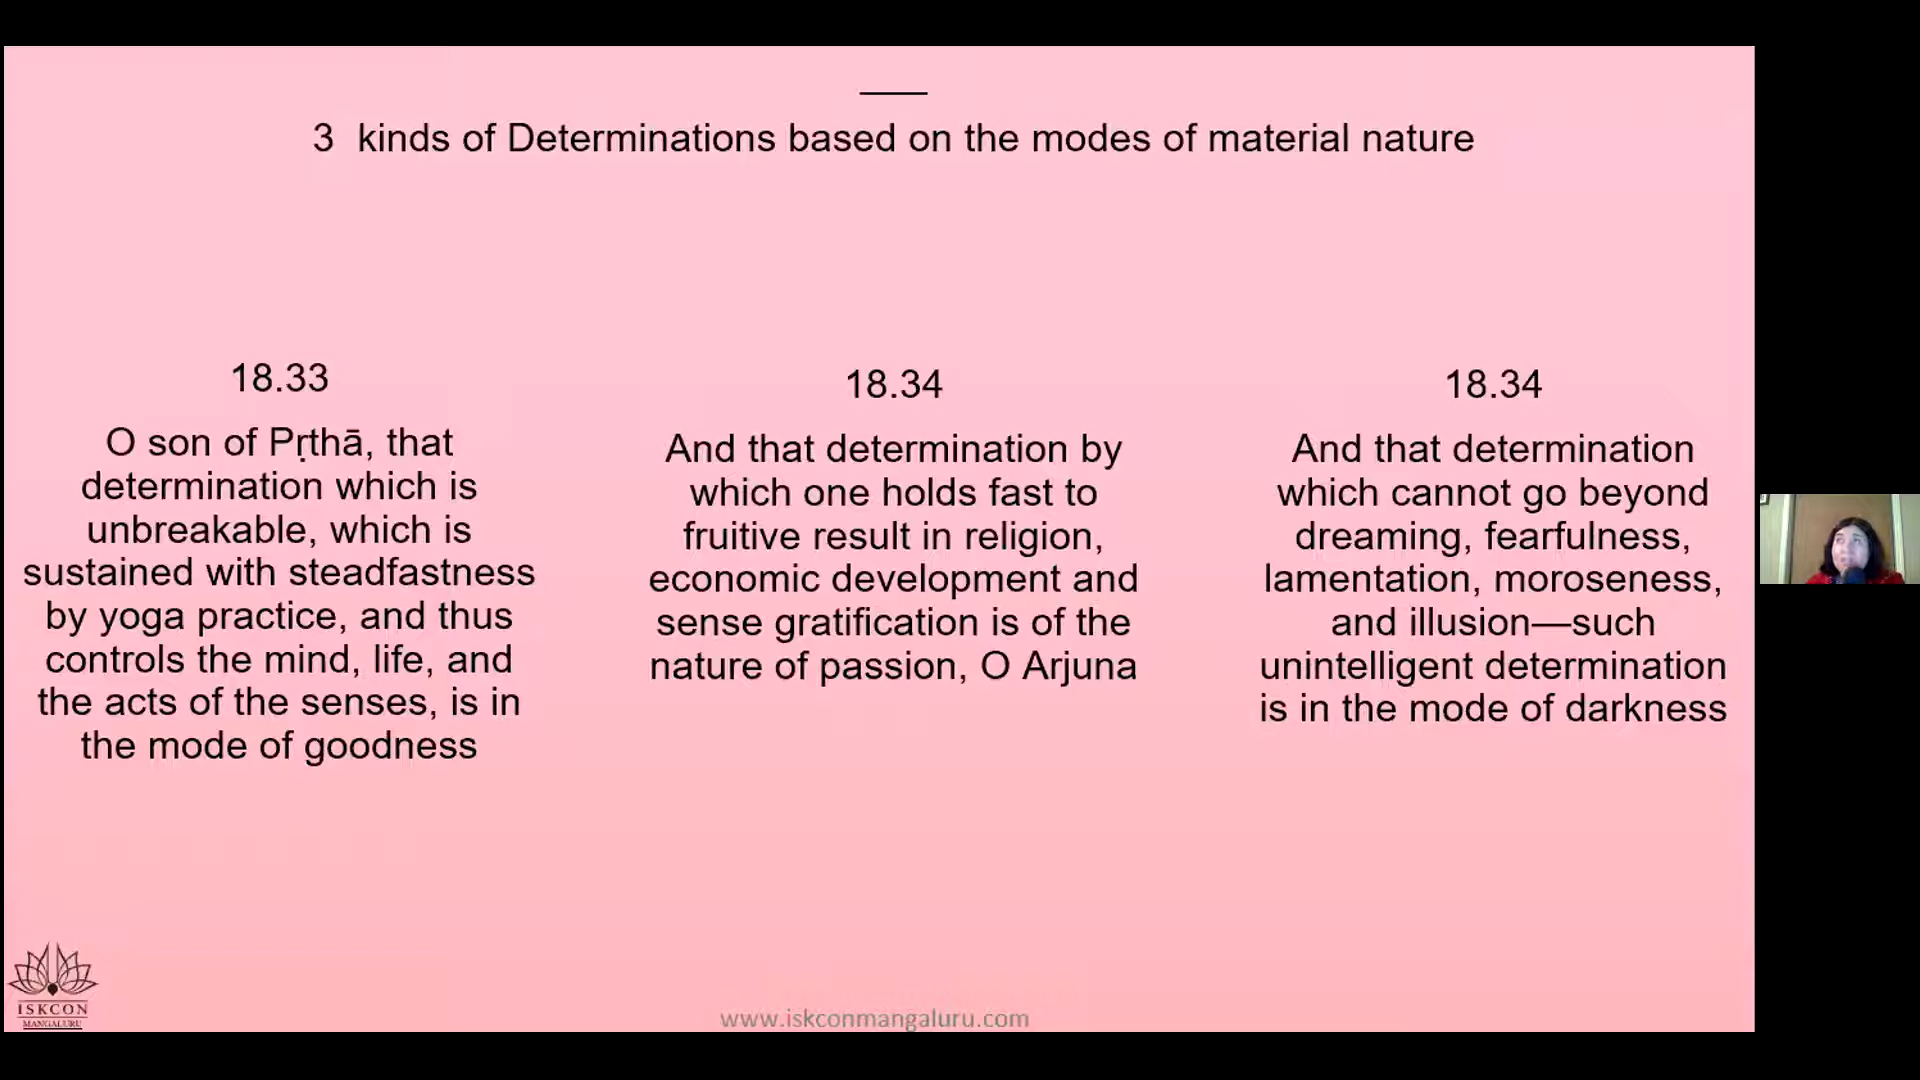 3 kinds of Determinations based on the modes of material nature
18.33
O son of Pṛthā, that
determination which is
unbreakable, which is
sustained with steadfastness
by yoga practice, and thus
controls the mind, life, and
the acts of the senses, is in
the mode of goodness
18.34
And that determination by
which one holds fast to
fruitive result in religion,
economic development and
sense gratification is of the
nature of passion, O Arjuna
18.34
And that determination
which cannot go beyond
dreaming, fearfulness,
lamentation, moroseness,
and illusion—such
unintelligent determination
is in the mode of darkness
ISKCON
MANGALURU
www.iskconmangaluru.com